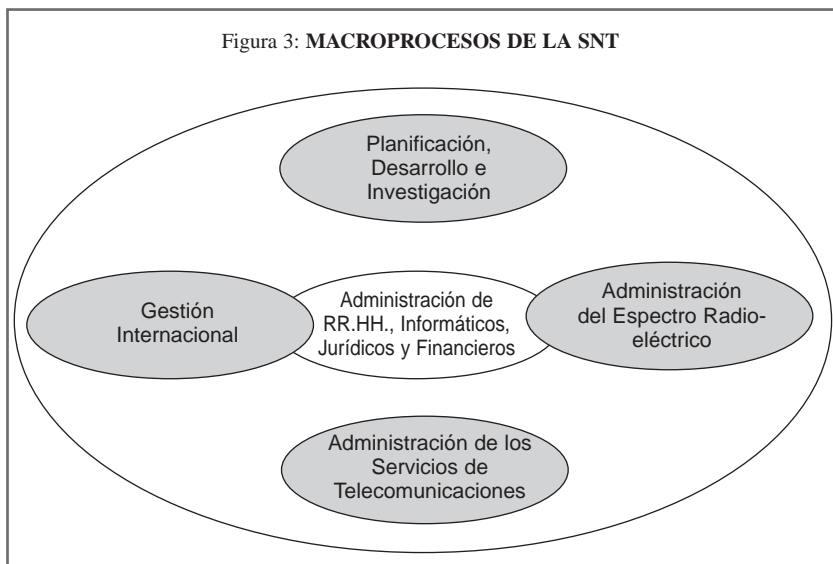 Figura 3: MACROPROCESOS DE LA SNT
Planificación,
Desarrollo e
Investigación
Gestión
Internacional
Administración de
RR.HH., Informáticos,
Jurídicos y Financieros
Administración
del Espectro Radio-
eléctrico
Administración de los
Servicios de
Telecomunicaciones